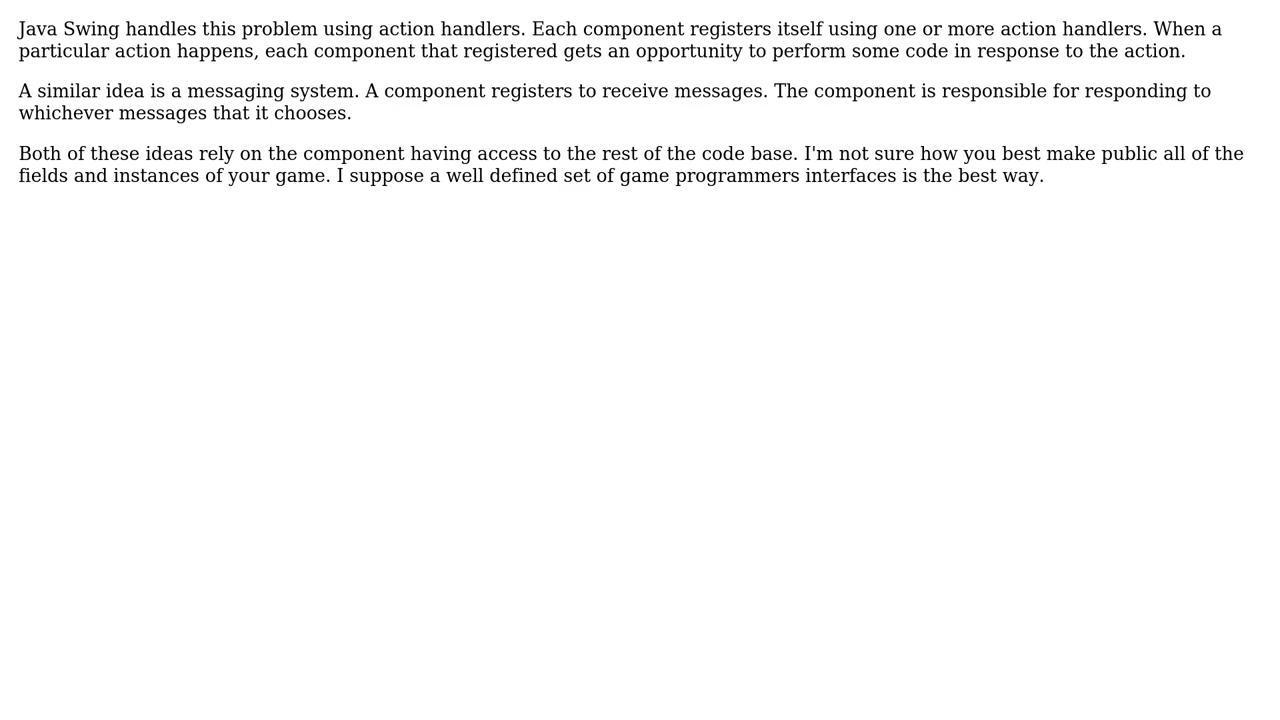 Java Swing handles this problem using action handlers. Each component registers itself using one or more action handlers. When a
particular action happens, each component that registered gets an opportunity to perform some code in response to the action.
A similar idea is a messaging system. A component registers to receive messages. The component is responsible for responding to
whichever messages that it chooses.
Both of these ideas rely on the component having access to the rest of the code base. I'm not sure how you best make public all of the
fields and instances of your game. I suppose a well defined set of game programmers interfaces is the best way.